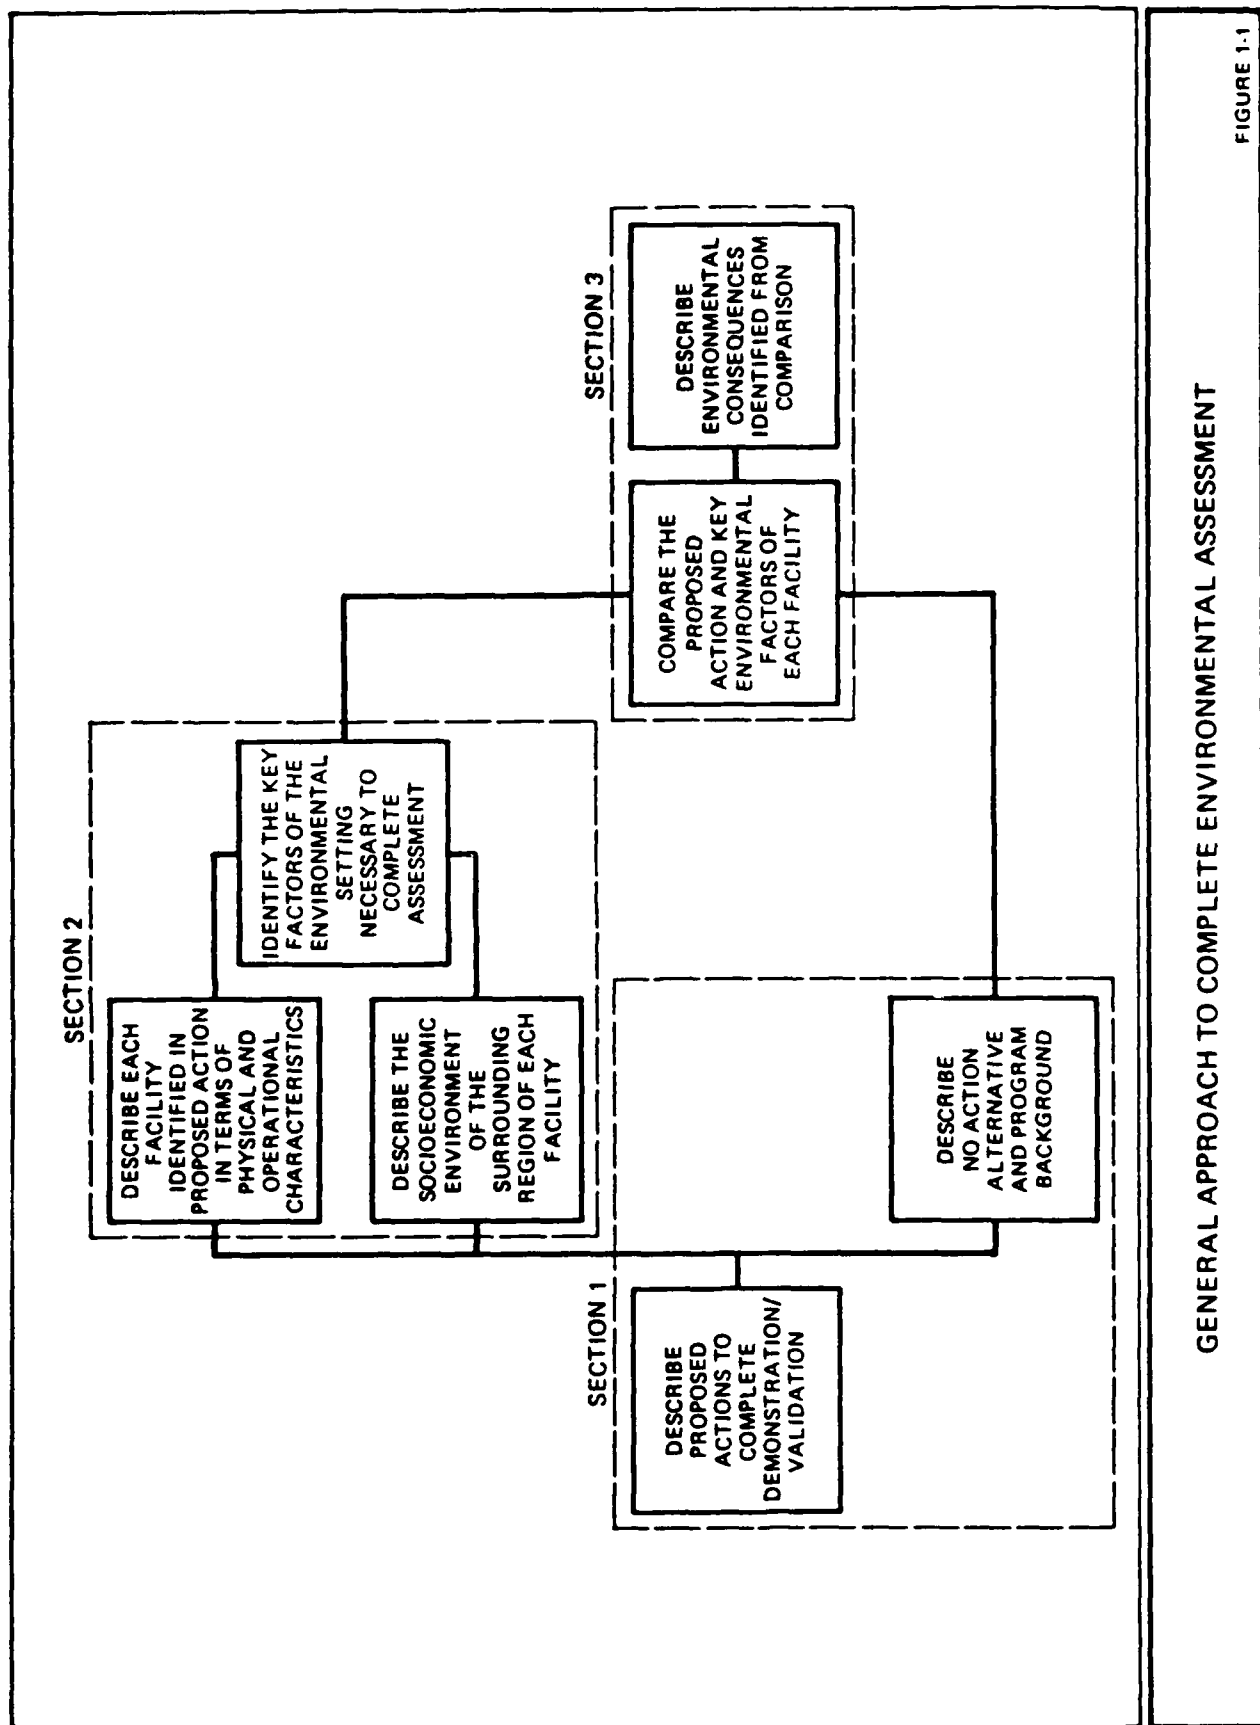 SECTION 1
DESCRIBE
PROPOSED
ACTIONS TO
COMPLETE
DEMONSTRATION/
VALIDATION
DESCRIBE
NO ACTION
ALTERNATIVE
AND PROGRAM
BACKGROUND
SECTION 2
DESCRIBE EACH
FACILITY
IDENTIFIED IN
PROPOSED ACTION
IN TERMS OF
PHYSICAL AND
OPERATIONAL
CHARACTERISTICS
DESCRIBE THE
SOCIOECONOMIC
ENVIRONMENT
OF THE
SURROUNDING
REGION OF EACH
FACILITY
IDENTIFY THE KEY
FACTORS OF THE
ENVIRONMENTAL
SETTING
NECESSARY TO
COMPLETE
ASSESSMENT
SECTION 3
COMPARE THE
PROPOSED
ACTION AND KEY
ENVIRONMENTAL
FACTORS OF
EACH FACILITY
DESCRIBE
ENVIRONMENTAL
CONSEQUENCES
IDENTIFIED FROM
COMPARISON
GENERAL APPROACH TO COMPLETE ENVIRONMENTAL ASSESSMENT
FIGURE 1-1